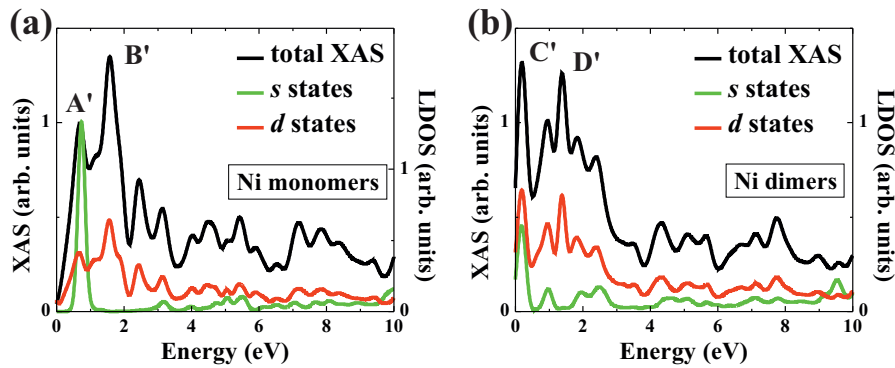 (a)
A'
B'
total XAS
s states
d states
Ni monomers
XAS (arb. units)
LDOS (arb. units)
1
0
1
0
0 2 4 6 8 10
Energy (eV)
(b)
C' D'
total XAS
s states
d states
Ni dimers
XAS (arb. units)
LDOS (arb. units)
1
0
1
0
0 2 4 6 8 10
Energy (eV)